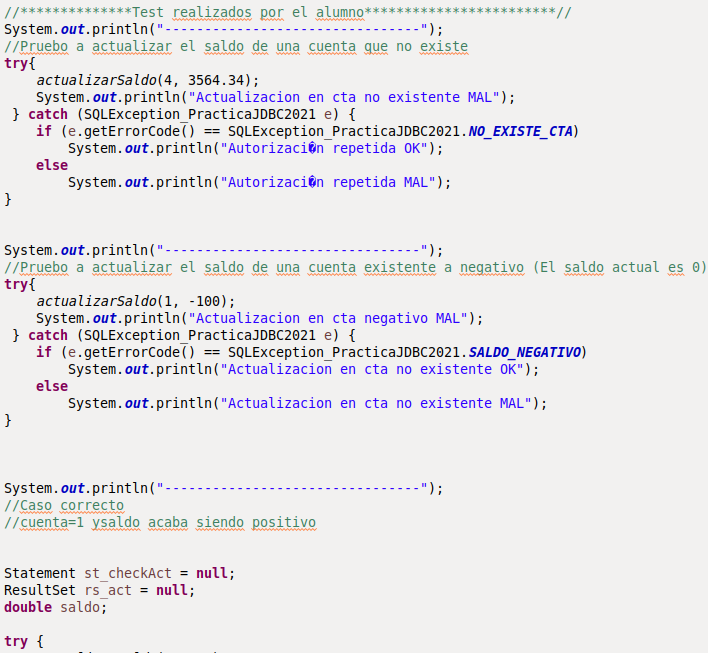 //**************Test realizados por el alumno************************//
System.out.println("--------------------------------");
//Pruebo a actualizar el saldo de una cuenta que no existe
try{
actualizarSaldo(4, 3564.34);
System.out.println("Actualizacion en cta no existente MAL");
} catch (SQLException_PracticaJDBC2021 e) {
if (e.getErrorCode() == SQLException_PracticaJDBC2021.NO_EXISTE_CTA)
System.out.println("Autorizaci�n repetida OK");
else
System.out.println("Autorizaci�n repetida MAL");
}
System.out.println("--------------------------------");
//Pruebo a actualizar el saldo de una cuenta existente a negativo (El saldo actual es 0)
try{
actualizarSaldo(1, -100);
System.out.println("Actualizacion en cta negativo MAL");
} catch (SQLException_PracticaJDBC2021 e) {
if (e.getErrorCode() == SQLException_PracticaJDBC2021.SALDO_NEGATIVO)
System.out.println("Actualizacion en cta no existente OK");
else
System.out.println("Actualizacion en cta no existente MAL");
}
System.out.println("--------------------------------");
//Caso correcto
//cuenta=1 ysaldo acaba siendo positivo
Statement st_checkAct = null;
ResultSet rs_act = null;
double saldo;
try {